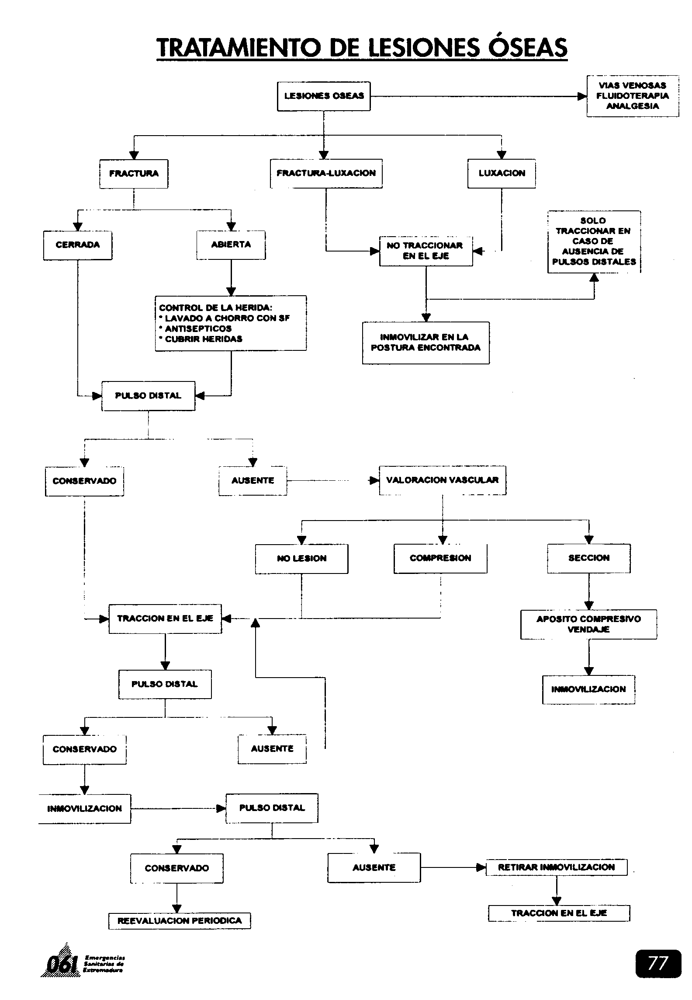 TRATAMIENTO DE LESIONES ÓSEAS
LESIONES OSEAS
VIAS VENOSAS
FLUIDOTERAPIA
ANALGESIA
FRACTURA
FRACTURA-LUXACION
LUXACION
CERRADA
ABIERTA
NO TRACCIONAR
EN EL EJE
SOLO
TRACCIONAR EN
CASO DE
AUSENCIA DE
PULSOS DISTALES
CONTROL DE LA HERIDA:
* LAVADO A CHORRO CON SF
* ANTISEPTICOS
* CUBRIR HERIDAS
INMOVILIZAR EN LA
POSTURA ENCONTRADA
PULSO DISTAL
CONSERVADO
AUSENTE
VALORACION VASCULAR
NO LESION
COMPRESION
SECCION
TRACCION EN EL EJE
APOSITO COMPRESIVO
VENDAJE
PULSO DISTAL
INMOVILIZACION
CONSERVADO
AUSENTE
INMOVILIZACION
PULSO DISTAL
CONSERVADO
AUSENTE
RETIRAR INMOVILIZACION
REEVALUACION PERIODICA
TRACCION EN EL EJE
061
Emergencias
Sanitarias de
Extremadura
77